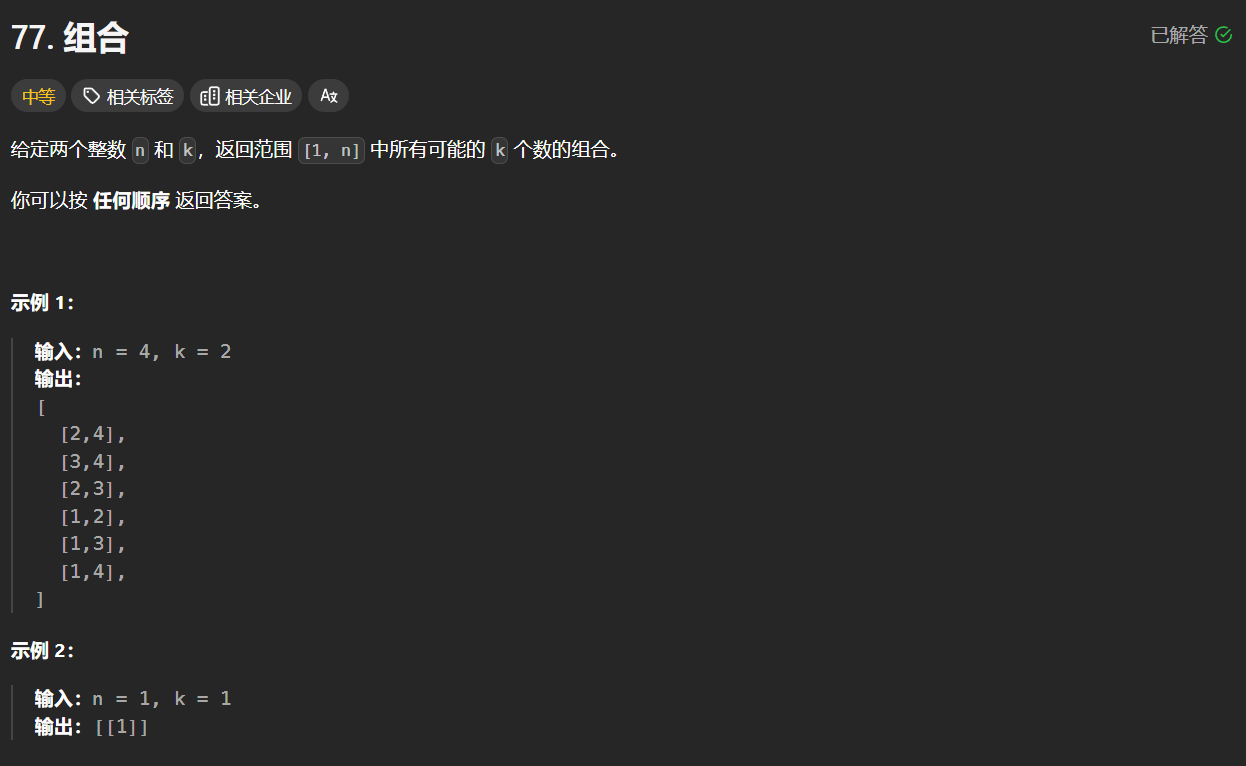 77. 组合
已解答
中等 相关标签 相关企业
给定两个整数 n 和 k，返回范围 [1, n] 中所有可能的 k 个数的组合。
你可以按 任何顺序 返回答案。
示例 1：
输入：n = 4, k = 2
输出：
[
[2,4],
[3,4],
[2,3],
[1,2],
[1,3],
[1,4],
]
示例 2：
输入：n = 1, k = 1
输出：[[1]]